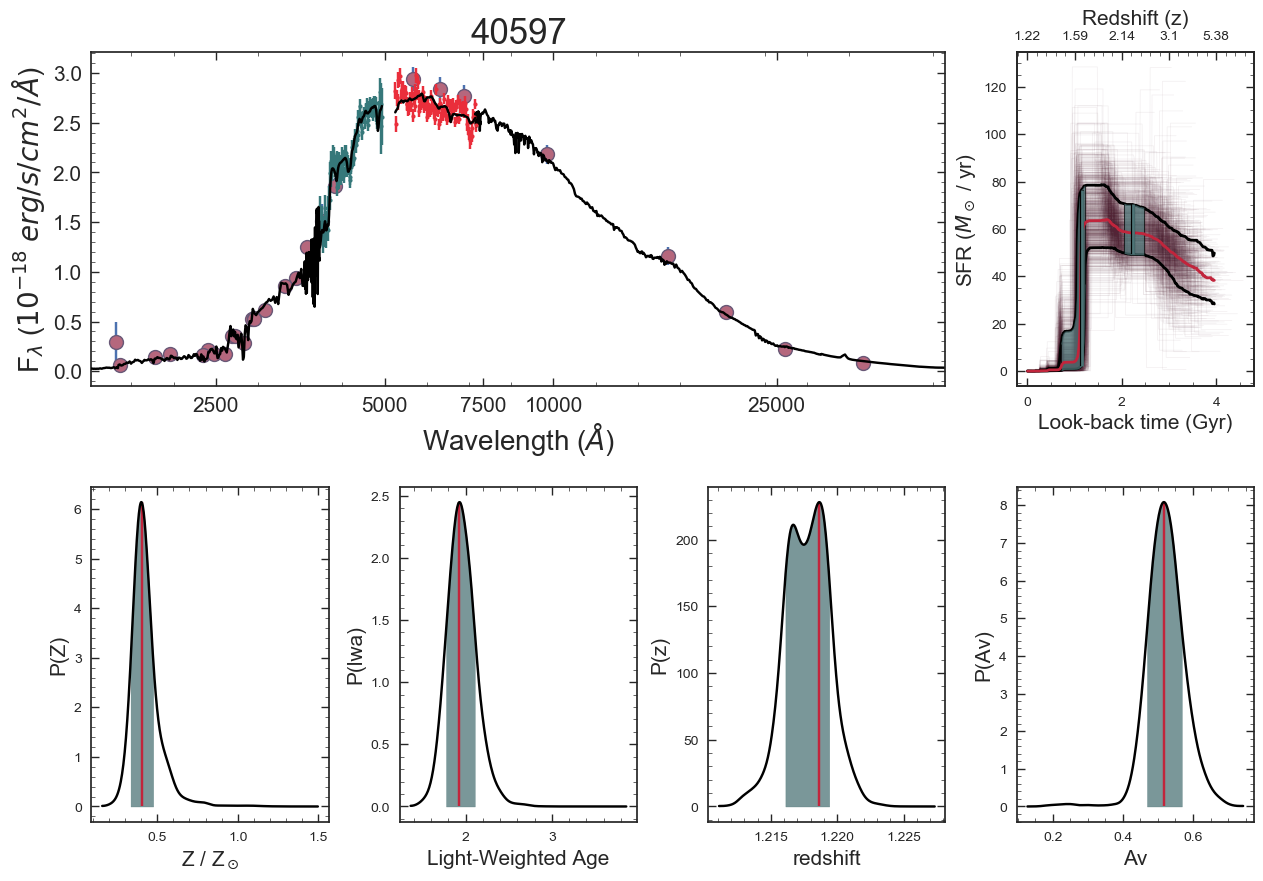 40597
F_λ (10^−18 erg/s/cm^2/Å)
3.0
2.5
2.0
1.5
1.0
0.5
0.0
2500 5000 7500 10000 25000
Wavelength (Å)
Redshift (z)
1.22 1.59 2.14 3.1 5.38
SFR (M_⊙ / yr)
120
100
80
60
40
20
0
0 2 4
Look-back time (Gyr)
P(Z)
6
5
4
3
2
1
0
0.5 1.0 1.5
Z / Z_⊙
P(lwa)
2.5
2.0
1.5
1.0
0.5
0.0
2 3
Light-Weighted Age
P(z)
200
150
100
50
0
1.215 1.220 1.225
redshift
P(Av)
8
7
6
5
4
3
2
1
0
0.2 0.4 0.6
Av